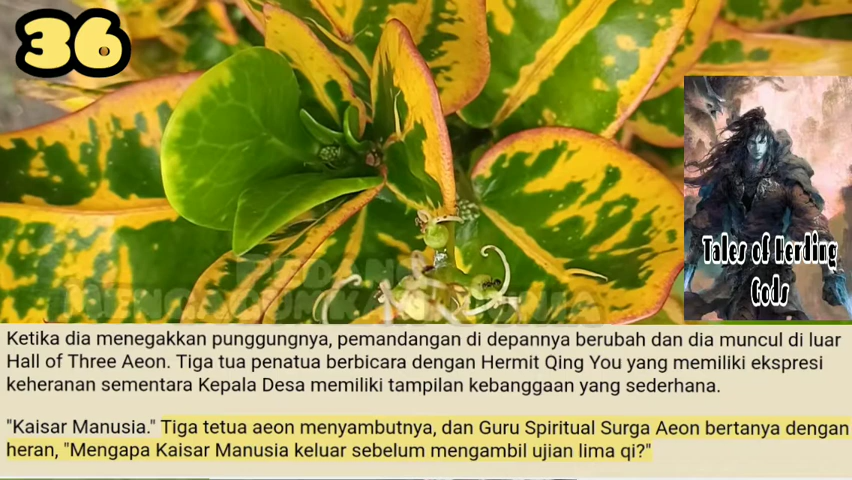 36
Tales of Herding
Gods
PEDANG
MENGAMUK
Ketika dia menegakkan punggungnya, pemandangan di depannya berubah dan dia muncul di luar
Hall of Three Aeon. Tiga tua penatua berbicara dengan Hermit Qing You yang memiliki ekspresi
keheranan sementara Kepala Desa memiliki tampilan kebanggaan yang sederhana.
"Kaisar Manusia." Tiga tetua aeon menyambutnya, dan Guru Spiritual Surga Aeon bertanya dengan
heran, "Mengapa Kaisar Manusia keluar sebelum mengambil ujian lima qi?"